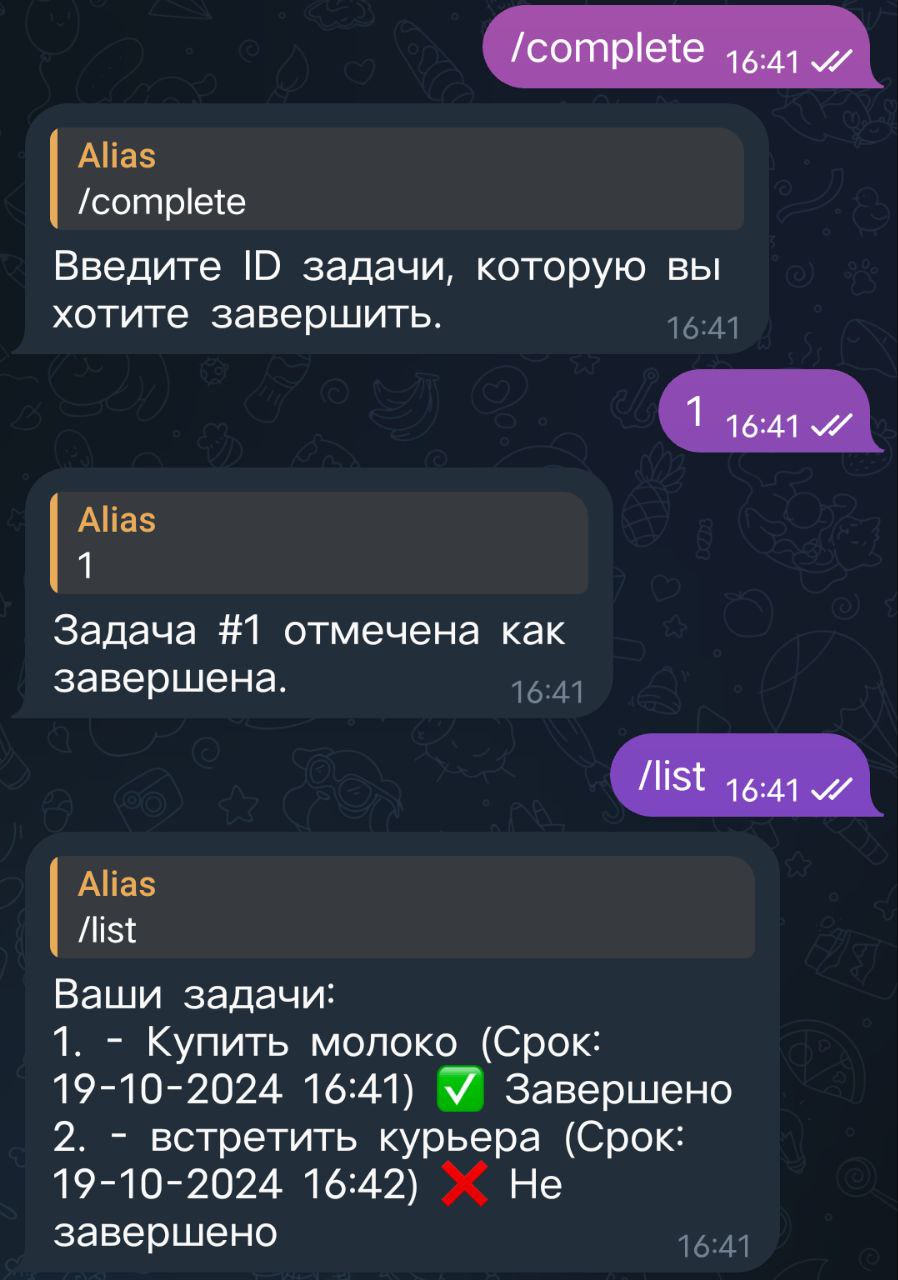 /complete 16:41
Alias
/complete
Введите ID задачи, которую вы
хотите завершить.
16:41
1 16:41
Alias
1
Задача #1 отмечена как
завершена.
16:41
/list 16:41
Alias
/list
Ваши задачи:
1. - Купить молоко (Срок:
19-10-2024 16:41) ✅ Завершено
2. - встретить курьера (Срок:
19-10-2024 16:42) ❌ Не
завершено
16:41